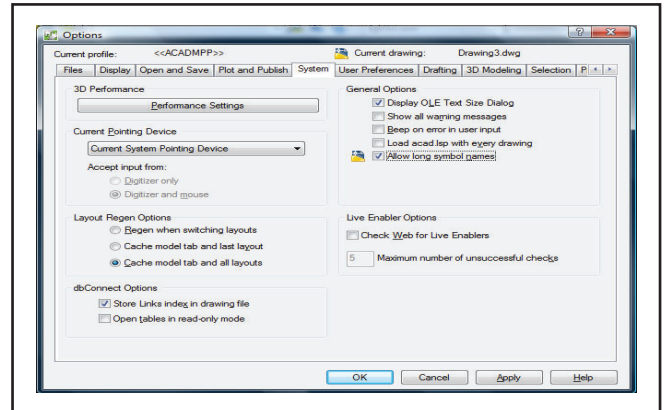 Options
Current profile: <<ACADMPP>> Current drawing: Drawing3.dwg
Files Display Open and Save Plot and Publish System User Preferences Drafting 3D Modeling Selection P
3D Performance
Performance Settings
Current Pointing Device
Current System Pointing Device
Accept input from:
Digitizer only
Digitizer and mouse
Layout Regen Options
Regen when switching layouts
Cache model tab and last layout
Cache model tab and all layouts
dbConnect Options
Store Links index in drawing file
Open tables in read-only mode
General Options
Display OLE Text Size Dialog
Show all warning messages
Beep on error in user input
Load acad.lsp with every drawing
Allow long symbol names
Live Enabler Options
Check Web for Live Enablers
5 Maximum number of unsuccessful checks
OK Cancel Apply Help